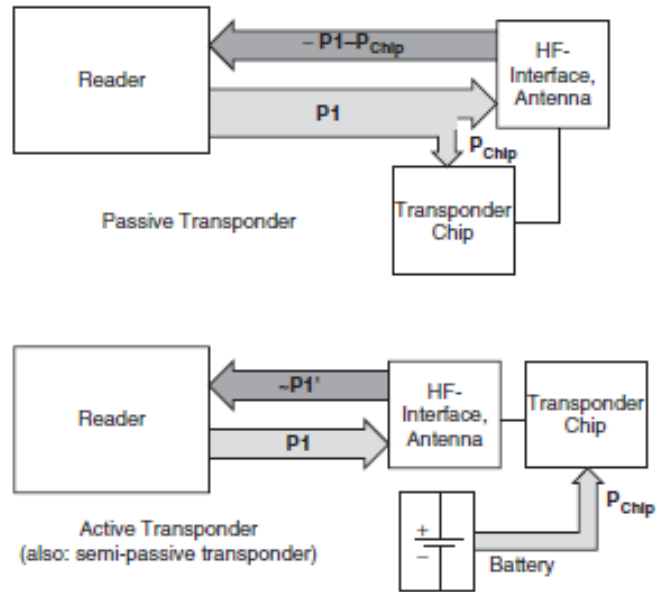 Reader
– P1–PChip
HF-
Interface,
Antenna
P1
PChip
Transponder
Chip
Passive Transponder
Reader
~P1'
P1
HF-
Interface,
Antenna
Transponder
Chip
PChip
+
–
Battery
Active Transponder
(also: semi-passive transponder)